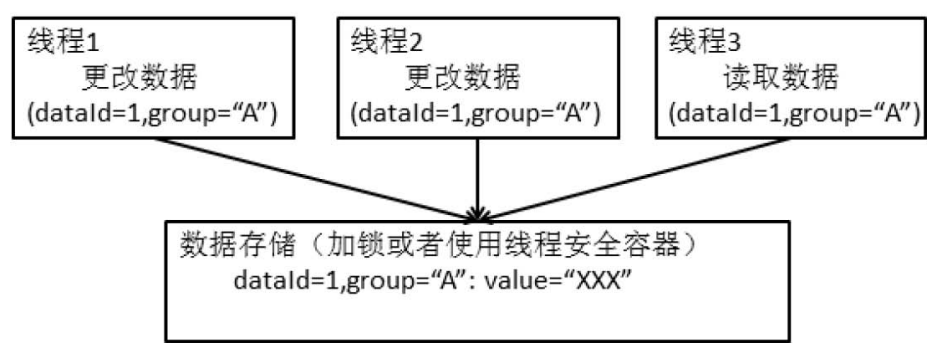 线程1
更改数据
(dataId=1,group=“A”)
线程2
更改数据
(dataId=1,group=“A”)
线程3
读取数据
(dataId=1,group=“A”)
数据存储（加锁或者使用线程安全容器）
dataId=1,group=“A”: value=“XXX”